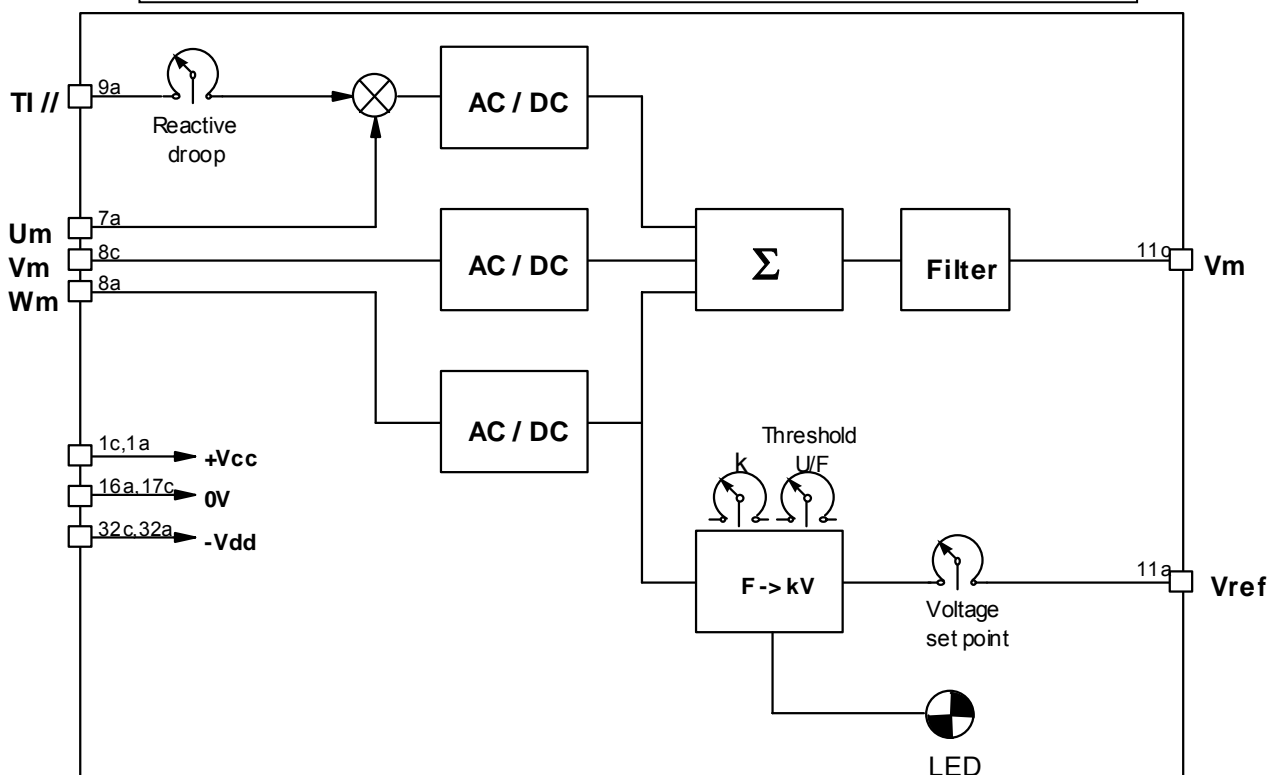 9a
TI //
Reactive
droop
AC / DC
7a
Um
8c
Vm
AC / DC
Σ
Filter
11c
Vm
8a
Wm
AC / DC
1c,1a
+Vcc
16a,17c
0V
32c,32a
-Vdd
Threshold
k
U/F
F -> kV
11a
Vref
Voltage
set point
LED